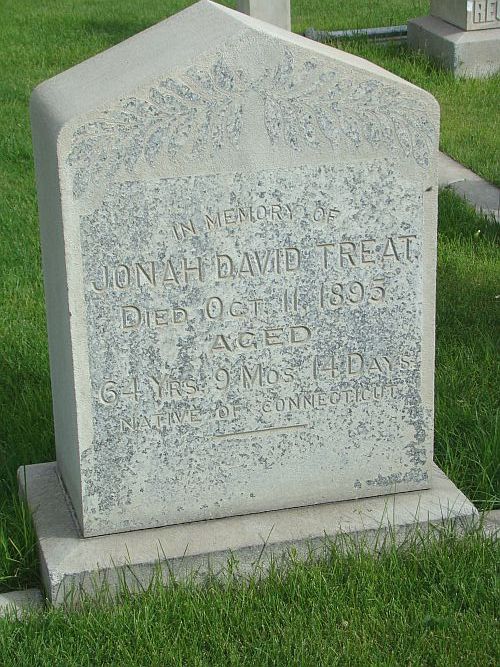 IN MEMORY OF
JONAH DAVID TREAT.
DIED OCT. 11, 1895
AGED
64 YRS. 9 MOS. 14 DAYS.
NATIVE OF CONNECTICUT.